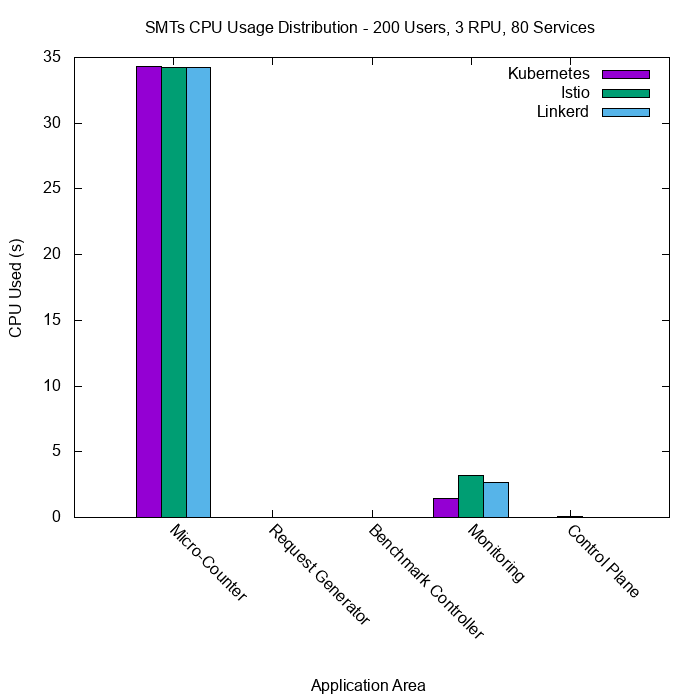 SMTs CPU Usage Distribution - 200 Users, 3 RPU, 80 Services
35
30
25
20
15
10
5
0
CPU Used (s)
Kubernetes
Istio
Linkerd
Micro-Counter
Request Generator
Benchmark Controller
Monitoring
Control Plane
Application Area